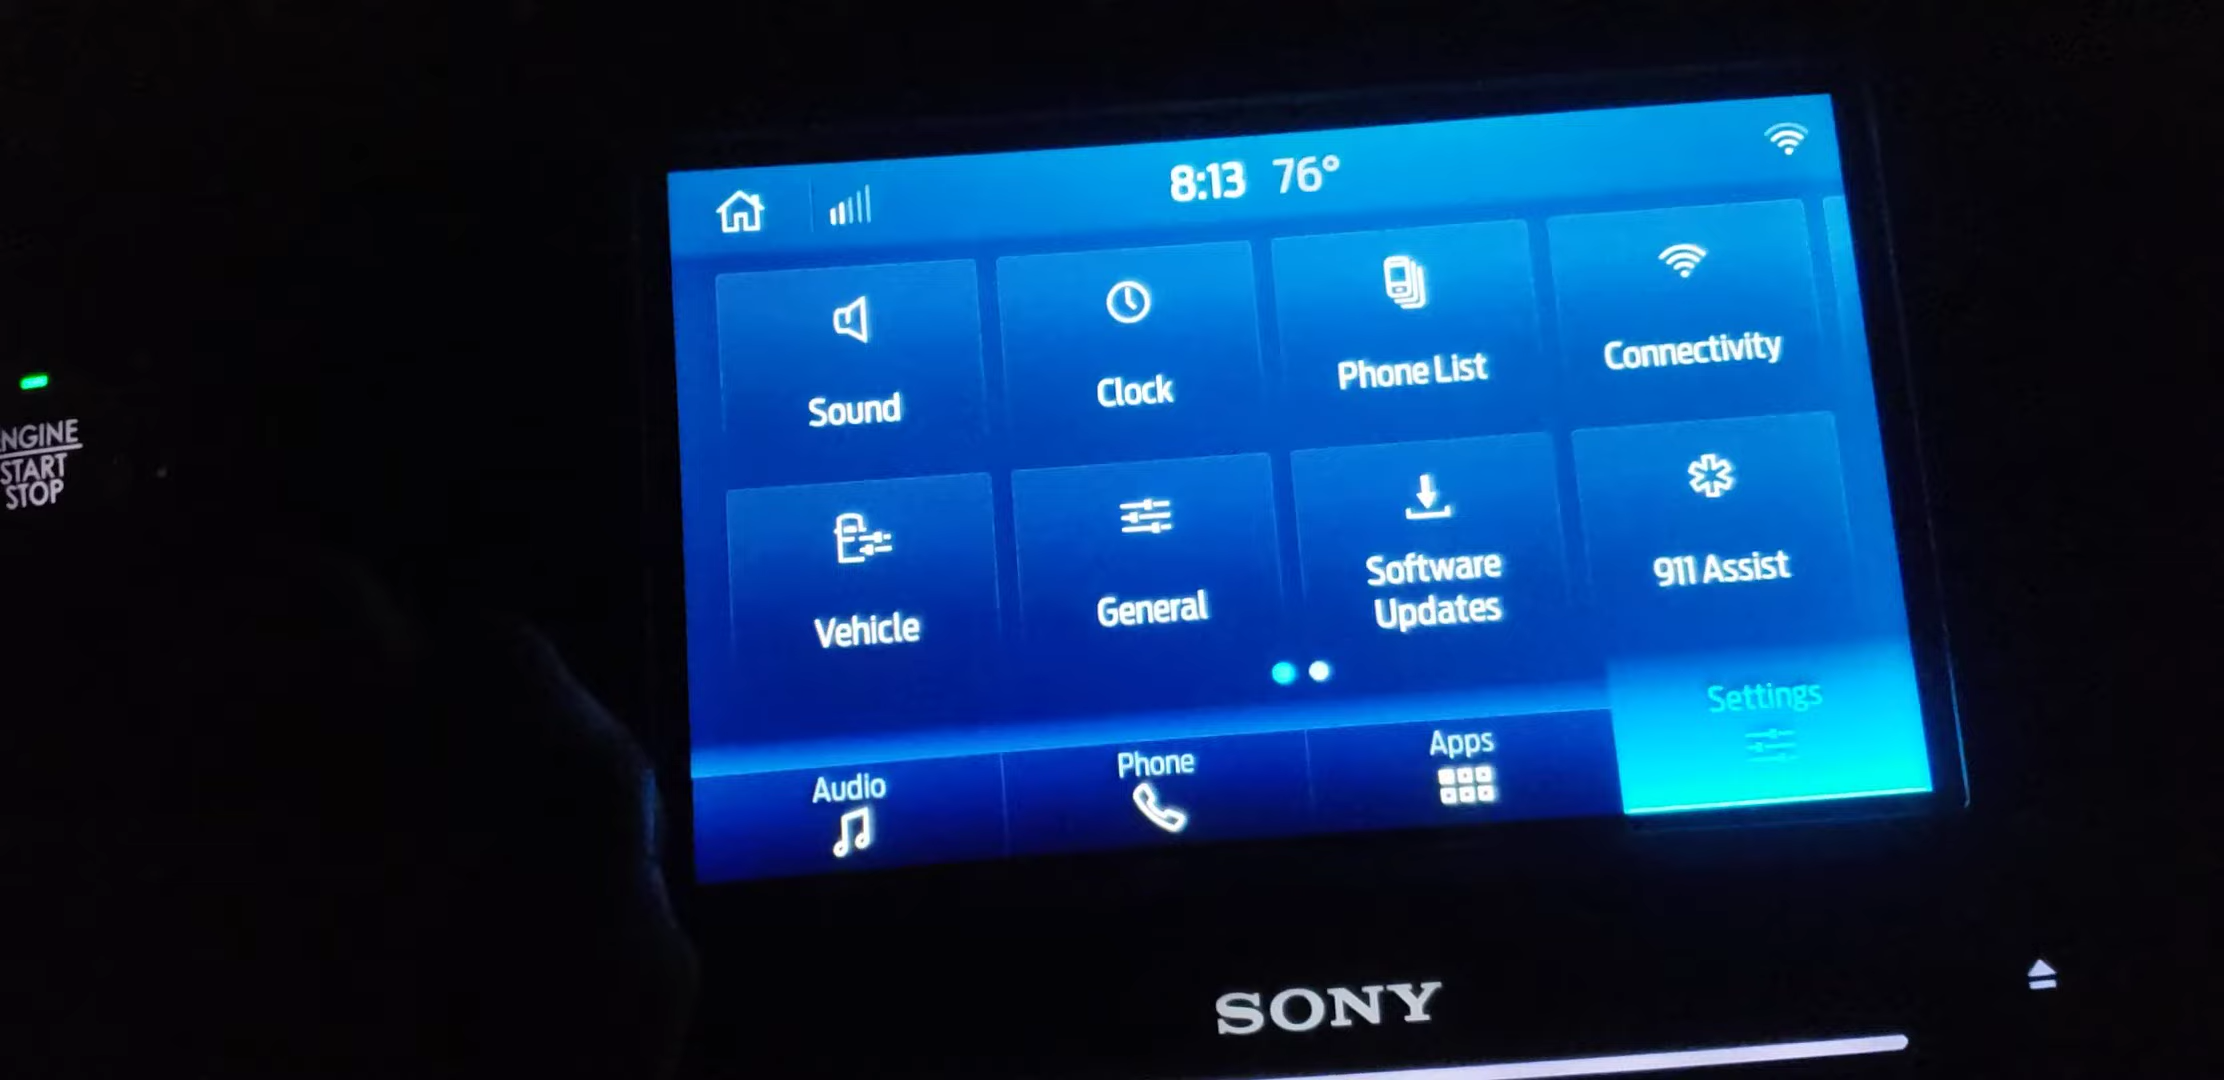 8:13 76°
Sound
Clock
Phone List
Connectivity
Vehicle
General
Software
Updates
911 Assist
Audio
Phone
Apps
Settings
NGINE
START
STOP
SONY